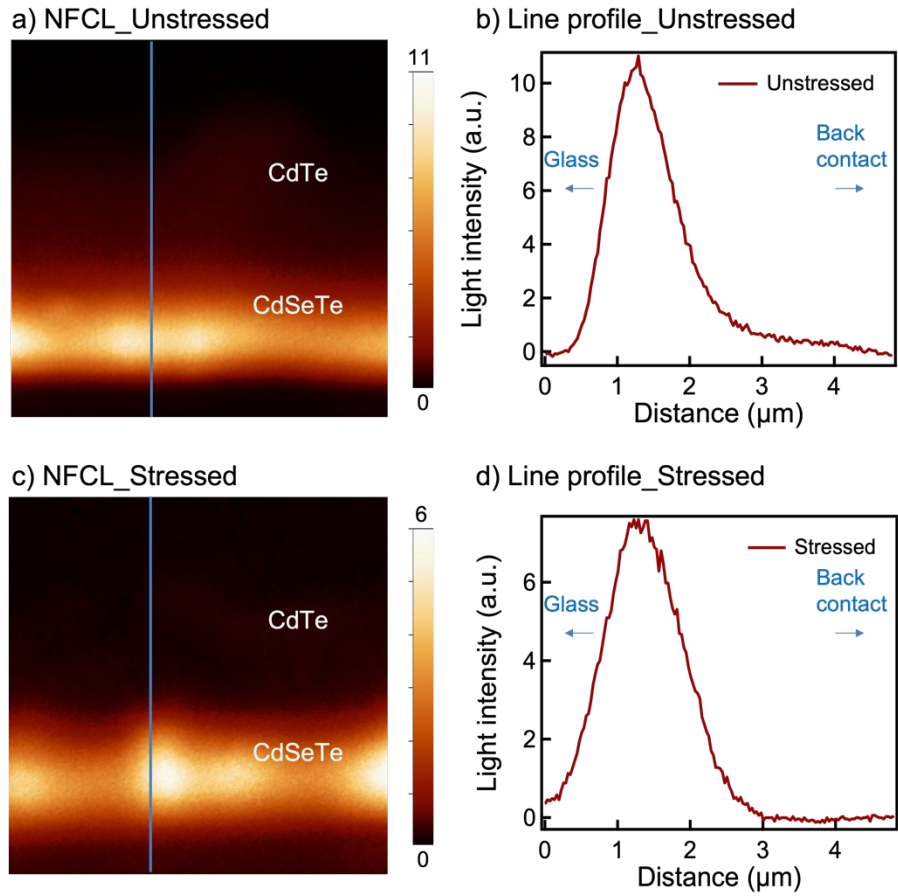 a) NFCL_Unstressed
11
CdTe
CdSeTe
0
b) Line profile_Unstressed
Unstressed
Glass
Back
contact
Light intensity (a.u.)
10
8
6
4
2
0
0
1
2
3
4
Distance (µm)
c) NFCL_Stressed
6
CdTe
CdSeTe
0
d) Line profile_Stressed
Stressed
Glass
Back
contact
Light intensity (a.u.)
6
4
2
0
0
1
2
3
4
Distance (µm)